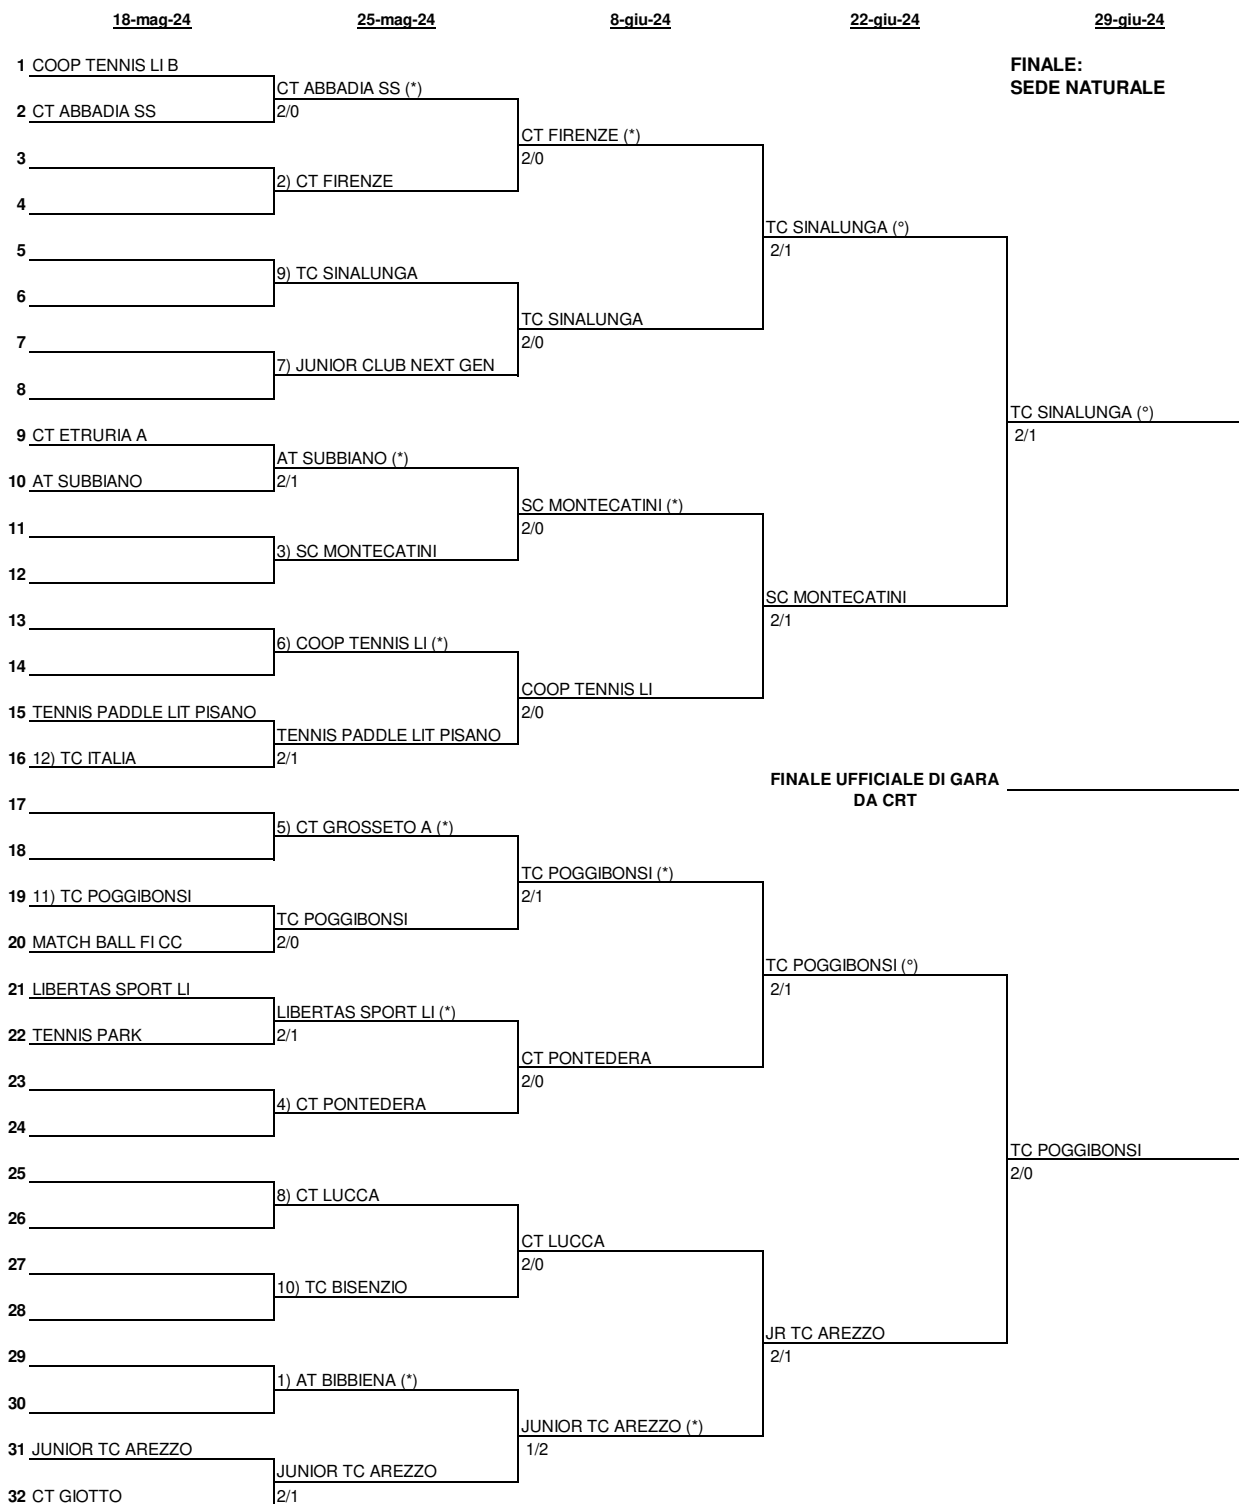 18-mag-24 25-mag-24 8-giu-24 22-giu-24 29-giu-24
1 COOP TENNIS LI B
FINALE:
SEDE NATURALE
CT ABBADIA SS (*)
2 CT ABBADIA SS
2/0
CT FIRENZE (*)
3
2/0
2) CT FIRENZE
4
TC SINALUNGA (°)
5
2/1
9) TC SINALUNGA
6
TC SINALUNGA
7
2/0
7) JUNIOR CLUB NEXT GEN
8
TC SINALUNGA (°)
9 CT ETRURIA A
2/1
AT SUBBIANO (*)
10 AT SUBBIANO
2/1
SC MONTECATINI (*)
11
2/0
3) SC MONTECATINI
12
SC MONTECATINI
13
2/1
6) COOP TENNIS LI (*)
14
COOP TENNIS LI
15 TENNIS PADDLE LIT PISANO
2/0
TENNIS PADDLE LIT PISANO
16 12) TC ITALIA
2/1
FINALE UFFICIALE DI GARA
DA CRT
17
5) CT GROSSETO A (*)
18
TC POGGIBONSI (*)
19 11) TC POGGIBONSI
2/1
TC POGGIBONSI
20 MATCH BALL FI CC
2/0
TC POGGIBONSI (°)
21 LIBERTAS SPORT LI
2/1
LIBERTAS SPORT LI (*)
22 TENNIS PARK
2/1
CT PONTEDERA
23
2/0
4) CT PONTEDERA
24
TC POGGIBONSI
25
2/0
8) CT LUCCA
26
CT LUCCA
27
2/0
10) TC BISENZIO
28
JR TC AREZZO
29
2/1
1) AT BIBBIENA (*)
30
JUNIOR TC AREZZO (*)
31 JUNIOR TC AREZZO
1/2
JUNIOR TC AREZZO
32 CT GIOTTO
2/1